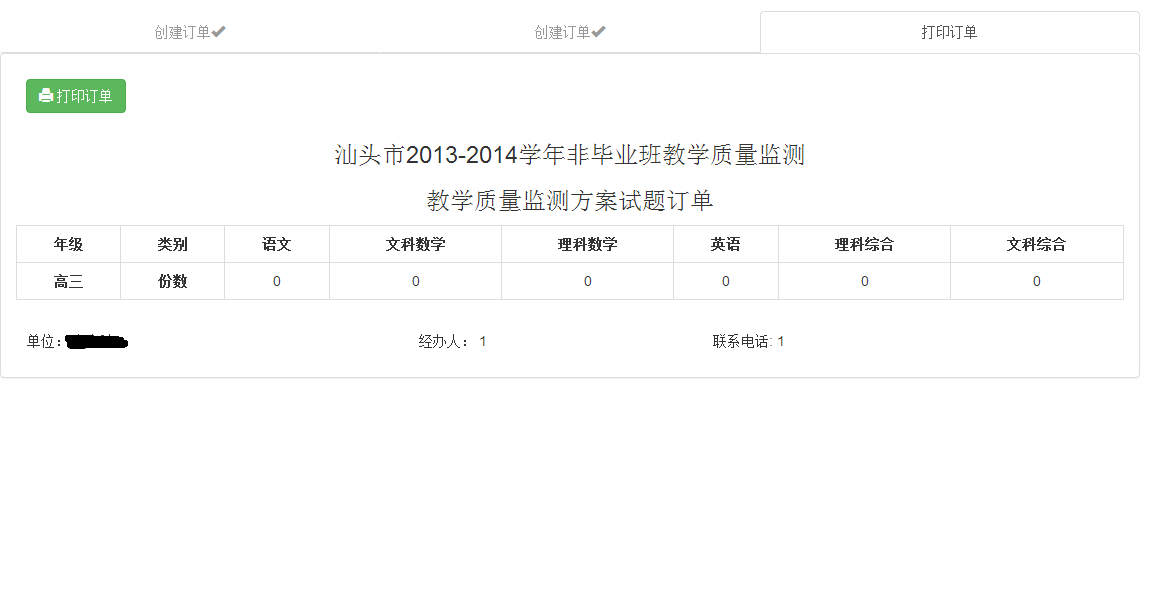 创建订单 创建订单 打印订单
打印订单
汕头市2013-2014学年非毕业班教学质量监测
教学质量监测方案试题订单
年级 类别 语文 文科数学 理科数学 英语 理科综合 文科综合
高三 份数 0 0 0 0 0 0
单位： 经办人： 1 联系电话: 1